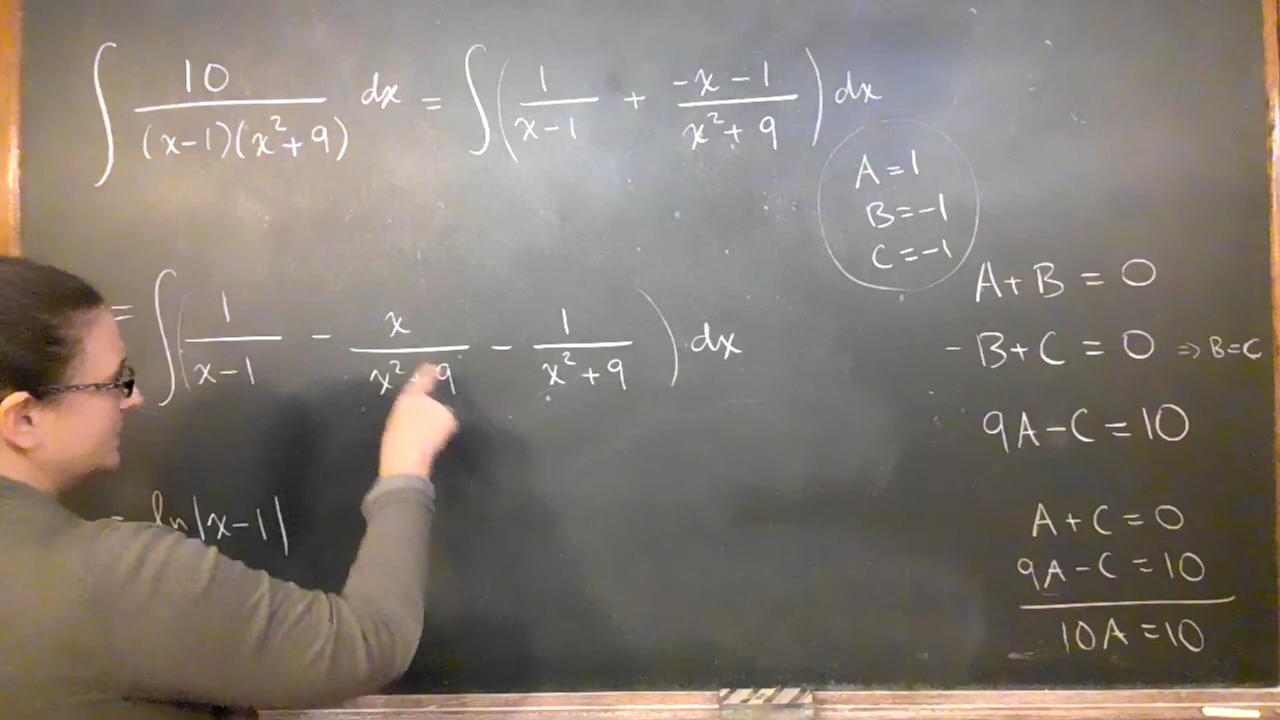 ∫ 10 / ((x-1)(x²+9)) dx = ∫ ( 1/(x-1) + (-x-1)/(x²+9) ) dx
A=1
B=-1
C=-1
= ∫ ( 1/(x-1) - x/(x²+9) - 1/(x²+9) ) dx
= ln|x-1|
A+B=0
-B+C=0 ⇒ B=C
9A-C=10
A+C=0
9A-C=10
10A=10